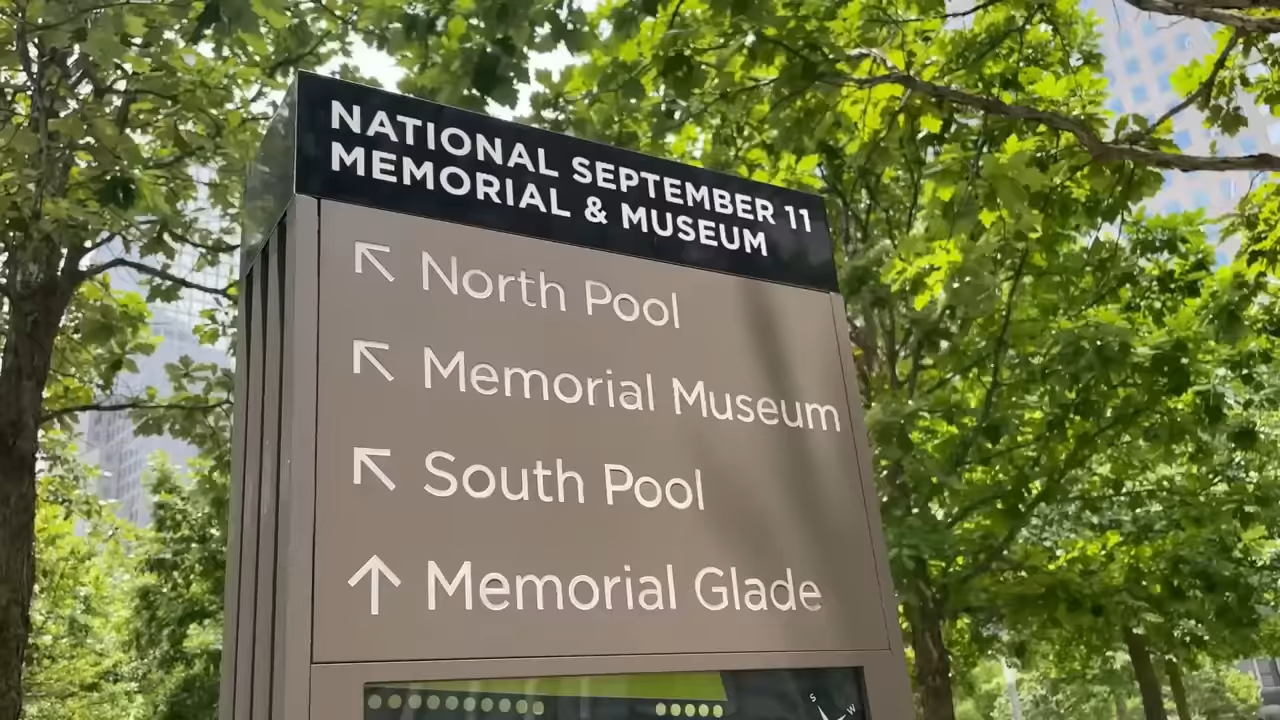 NATIONAL SEPTEMBER 11
MEMORIAL & MUSEUM
North Pool
Memorial Museum
South Pool
Memorial Glade
S
W